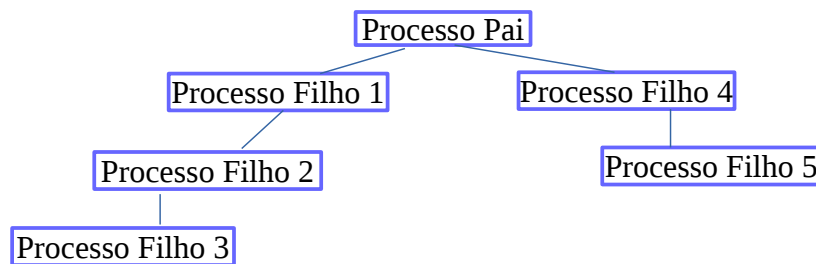 Processo Pai
Processo Filho 1
Processo Filho 4
Processo Filho 2
Processo Filho 5
Processo Filho 3